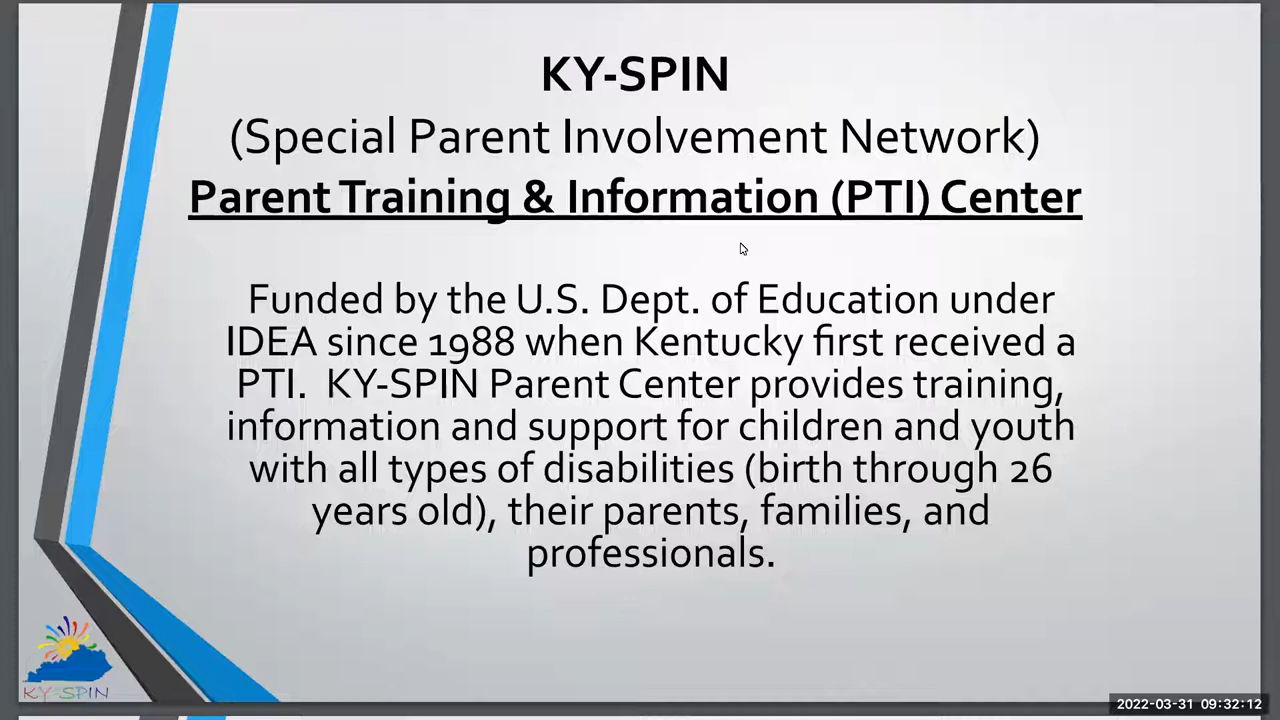 KY-SPIN
(Special Parent Involvement Network)
Parent Training & Information (PTI) Center
Funded by the U.S. Dept. of Education under
IDEA since 1988 when Kentucky first received a
PTI.  KY-SPIN Parent Center provides training,
information and support for children and youth
with all types of disabilities (birth through 26
years old), their parents, families, and
professionals.
KY-SPIN
2022-03-31 09:32:12